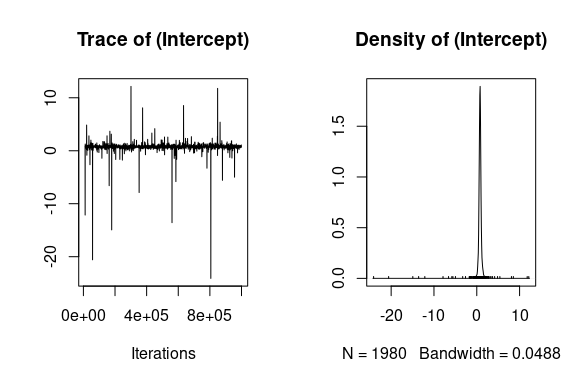 Trace of (Intercept)
10
0
-10
-20
0e+00 4e+05 8e+05
Iterations
Density of (Intercept)
1.5
1.0
0.5
0.0
-20 -10 0 10
N = 1980 Bandwidth = 0.0488